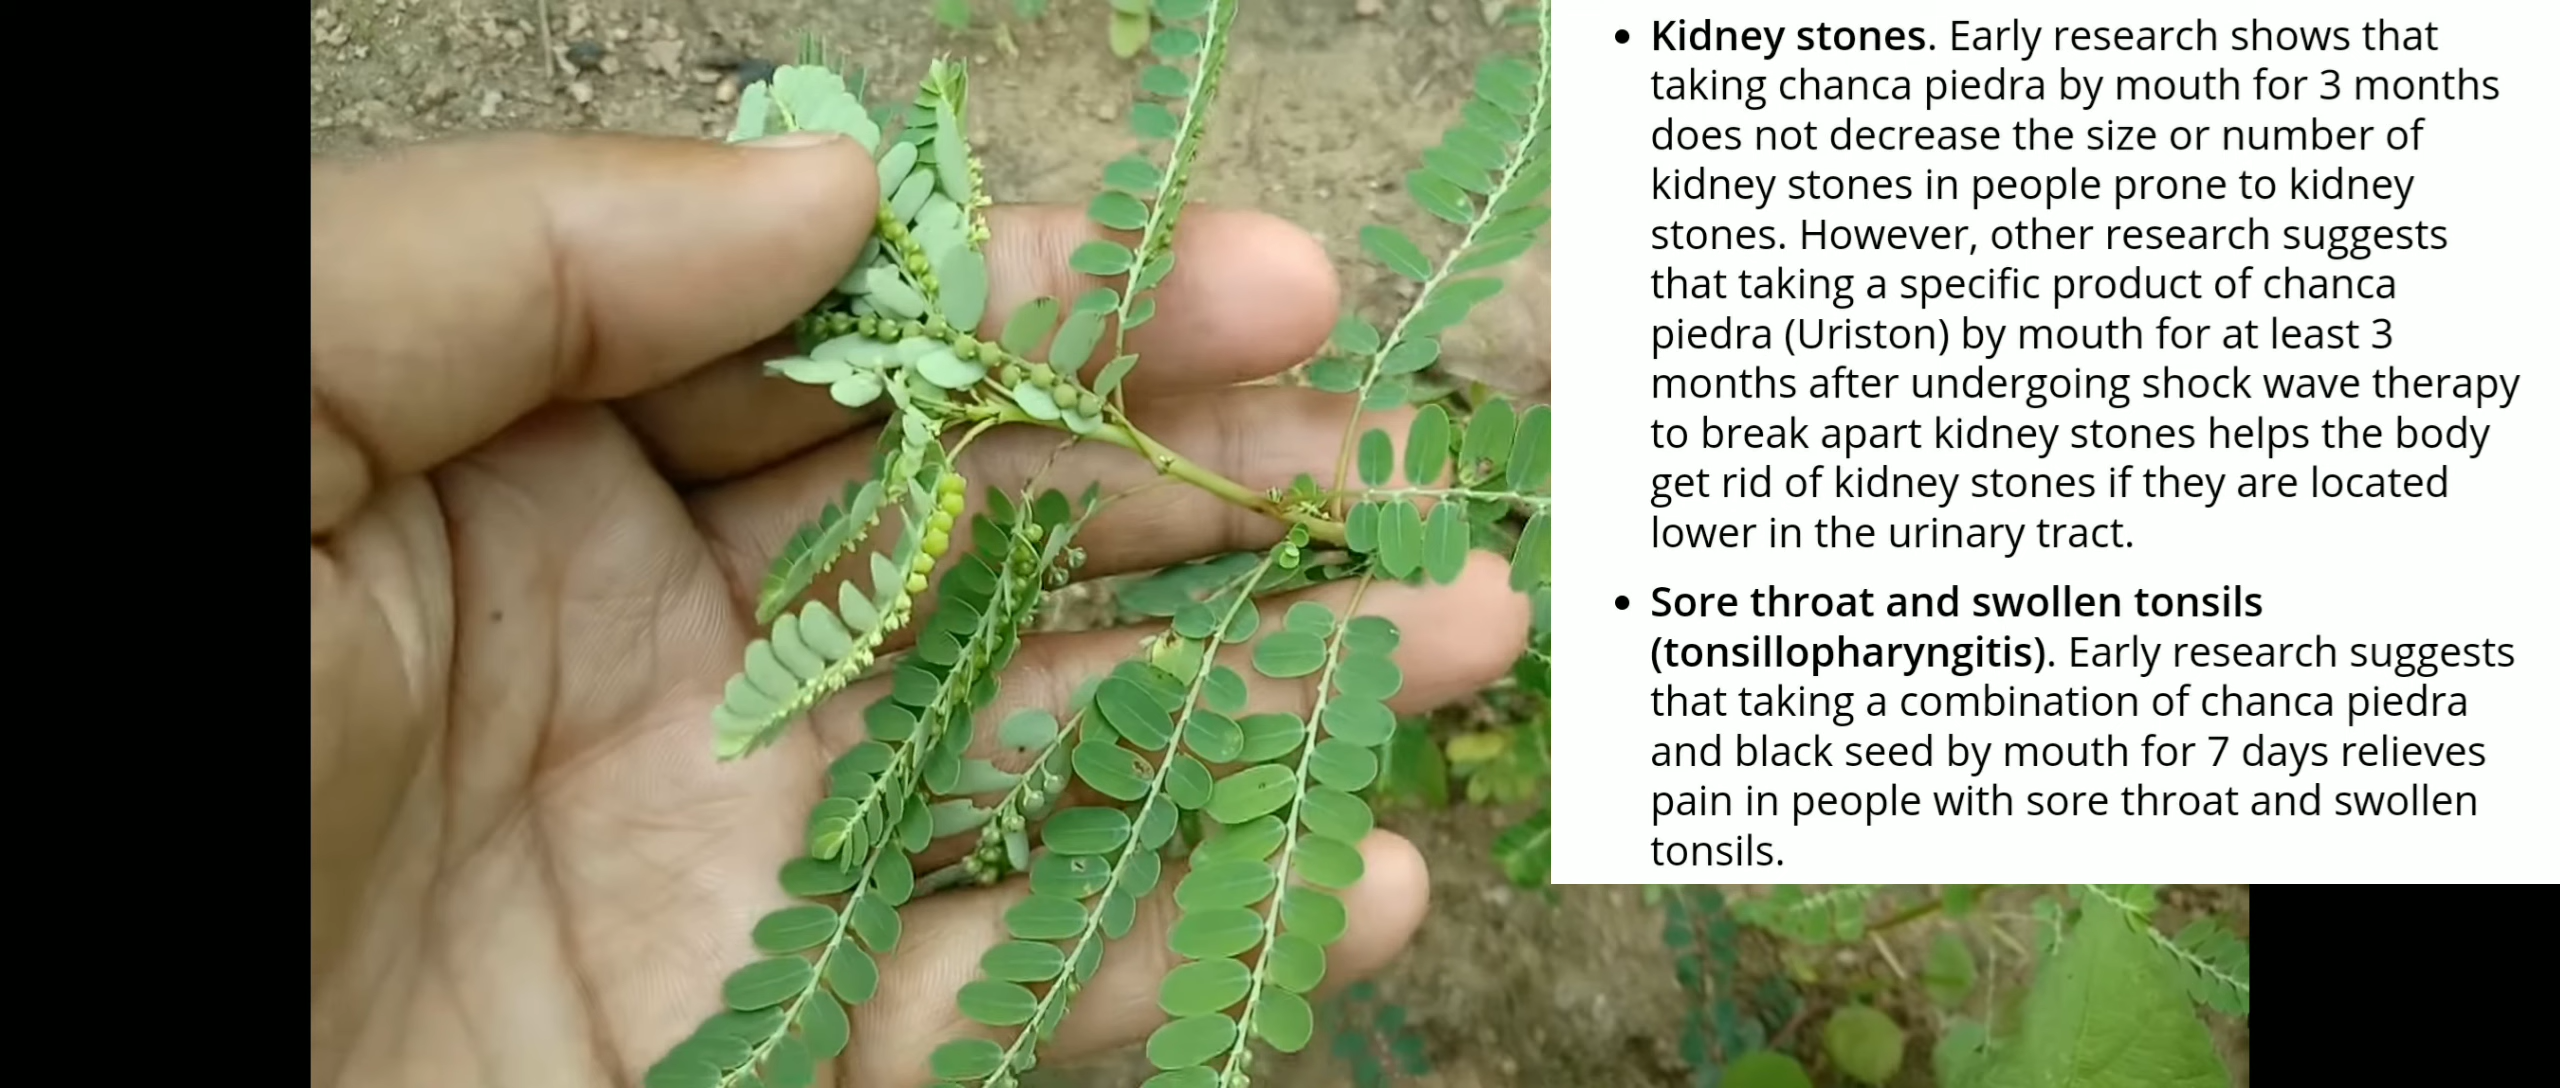 • Kidney stones. Early research shows that
taking chanca piedra by mouth for 3 months
does not decrease the size or number of
kidney stones in people prone to kidney
stones. However, other research suggests
that taking a specific product of chanca
piedra (Uriston) by mouth for at least 3
months after undergoing shock wave therapy
to break apart kidney stones helps the body
get rid of kidney stones if they are located
lower in the urinary tract.
• Sore throat and swollen tonsils
(tonsillopharyngitis). Early research suggests
that taking a combination of chanca piedra
and black seed by mouth for 7 days relieves
pain in people with sore throat and swollen
tonsils.